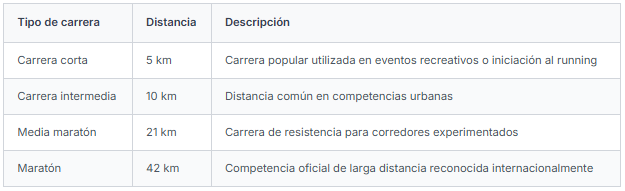 Tipo de carrera Distancia Descripción
Carrera corta 5 km Carrera popular utilizada en eventos recreativos o iniciación al running
Carrera intermedia 10 km Distancia común en competencias urbanas
Media maratón 21 km Carrera de resistencia para corredores experimentados
Maratón 42 km Competencia oficial de larga distancia reconocida internacionalmente